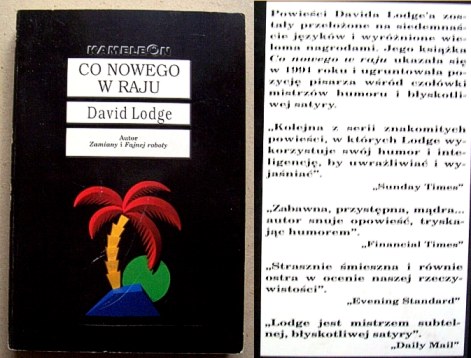 KAMELEON
CO NOWEGO
W RAJU
David Lodge
Autor
Zamiany i Fajnej roboty
Powieści Davida Lodge'a zos-
tały przełożone na siedemnaś-
cie języków i wyróżnione wie-
loma nagrodami. Jego książka
Co nowego w raju ukazała się
w 1991 roku i ugruntowała po-
zycję pisarza wśród czołówki
mistrzów humoru i błyskotli-
wej satyry.
„Kolejna z serii znakomitych
powieści, w których Lodge wy-
korzystuje swój humor i inte-
ligencję, by uwrażliwiać i wy-
jaśniać”.
„Sunday Times”
„Zabawna, przystępna, mądra...
autor snuje opowieść, tryska-
jąc humorem”.
„Financial Times”
„Strasznie śmieszna i równie
ostra w ocenie naszej rzeczy-
wistości”.
„Evening Standard”
„Lodge jest mistrzem subtel-
nej, błyskotliwej satyry”.
„Daily Mail”